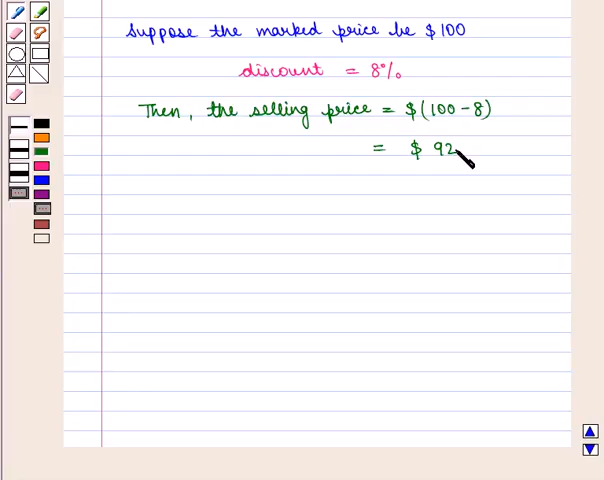 Suppose the marked price be $100
discount = 8%
Then, the selling price = $(100-8)
= $ 92